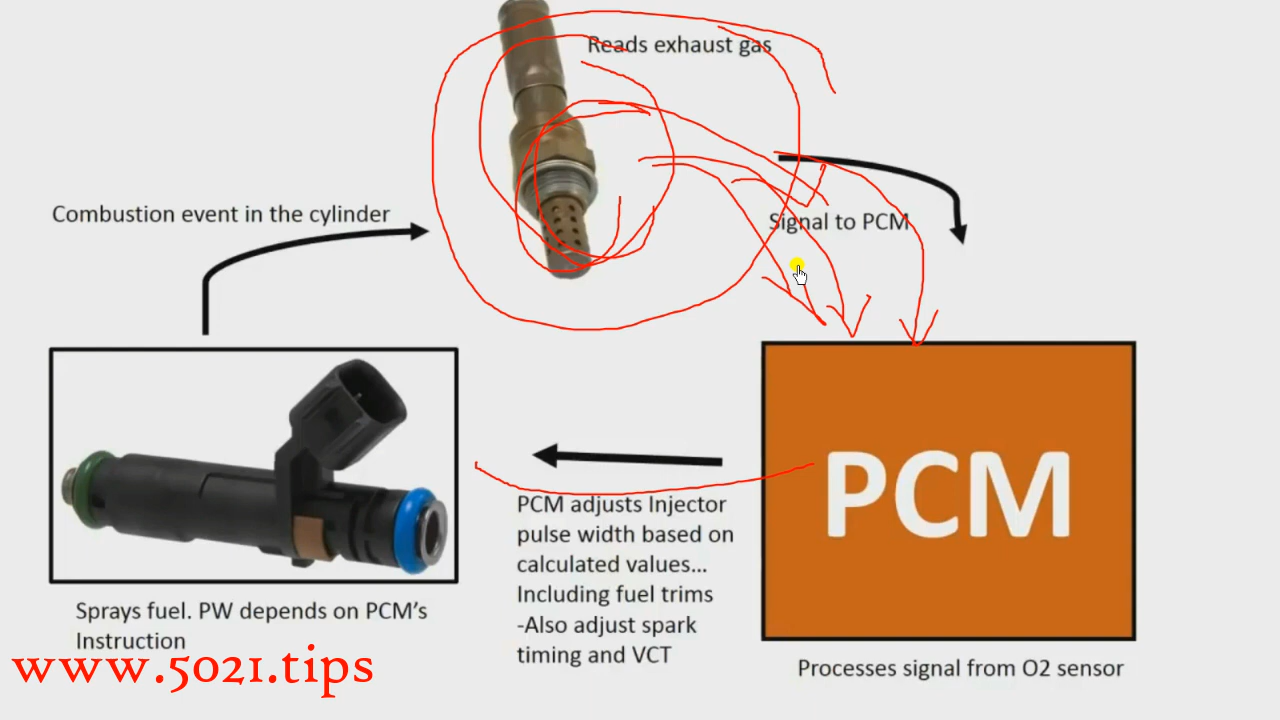 Reads exhaust gas
Combustion event in the cylinder
Signal to PCM
PCM
PCM adjusts Injector
pulse width based on
calculated values...
Including fuel trims
-Also adjust spark
timing and VCT
Sprays fuel. PW depends on PCM's
Instruction
www.5021.tips
Processes signal from O2 sensor